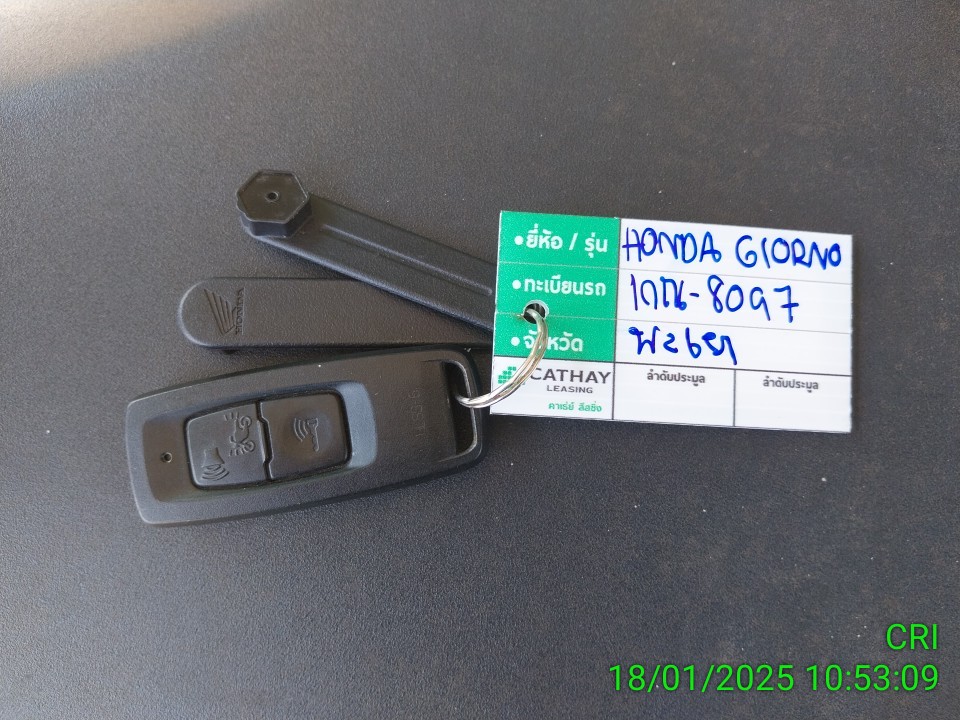 •ยี่ห้อ / รุ่น HONDA GIORNO
•ทะเบียนรถ 1กฒ-8097
•จังหวัด พะเยา
CATHAY
LEASING
คาเธ่ย์ ลีสซิ่ง
ลำดับประมูล ลำดับประมูล
HONDA
CRI
18/01/2025 10:53:09